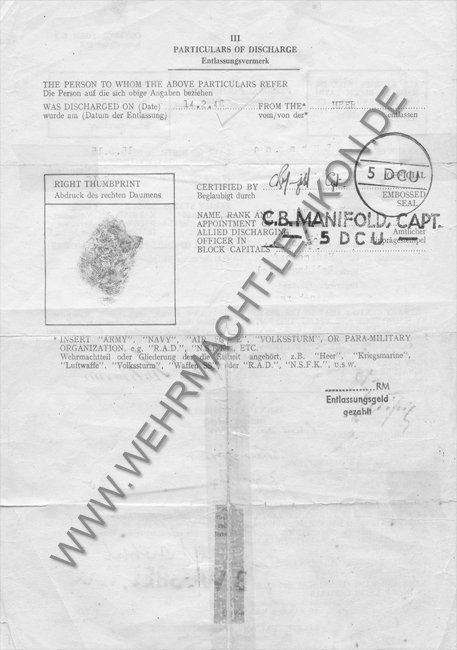 III
PARTICULARS OF DISCHARGE
Entlassungsvermerk
THE PERSON TO WHOM THE ABOVE PARTICULARS REFER
Die Person auf die sich obige Angaben beziehen
WAS DISCHARGED ON (Date) FROM THE* HEER
wurde am (Datum der Entlassung) vom/von der* entlassen
RIGHT THUMBPRINT
Abdruck des rechten Daumens
CERTIFIED BY
Beglaubigt durch
5 D.C.U.
OFFICIAL
EMBOSSED
SEAL
C.B. MANIFOLD, CAPT.
5 DCU
NAME, RANK AND
APPOINTMENT OF
ALLIED DISCHARGING
OFFICER IN
BLOCK CAPITALS
Amtlicher
Prägestempel
* INSERT "ARMY", "NAVY", "AIR FORCE", "VOLKSSTURM", OR PARA-MILITARY
ORGANIZATION, e.g. "R.A.D.", "N.S.F.K.", ETC.
Wehrmachtteil oder Gliederung der die Einheit angehört, z.B. "Heer", "Kriegsmarine",
"Luftwaffe", "Volkssturm", "Waffen SS", oder "R.A.D.", "N.S.F.K.", u.s.w.
RM
Entlassungsgeld
gezahlt
WWW.WEHRMACHT-LEXIKON.DE